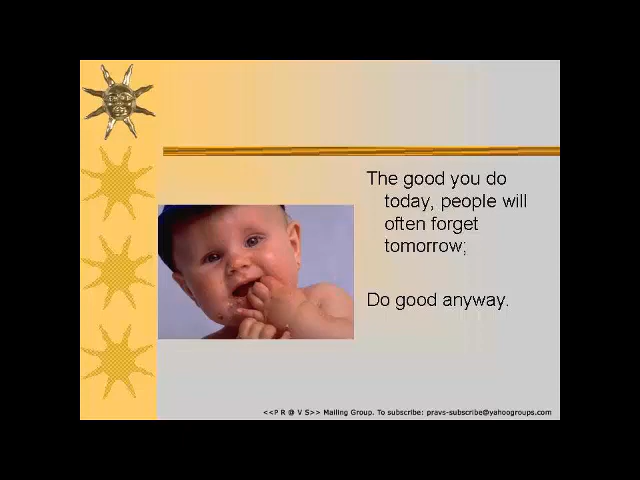 The good you do
today, people will
often forget
tomorrow;
Do good anyway.
<<P R @ V S>> Mailing Group. To subscribe: pravs-subscribe@yahoogroups.com